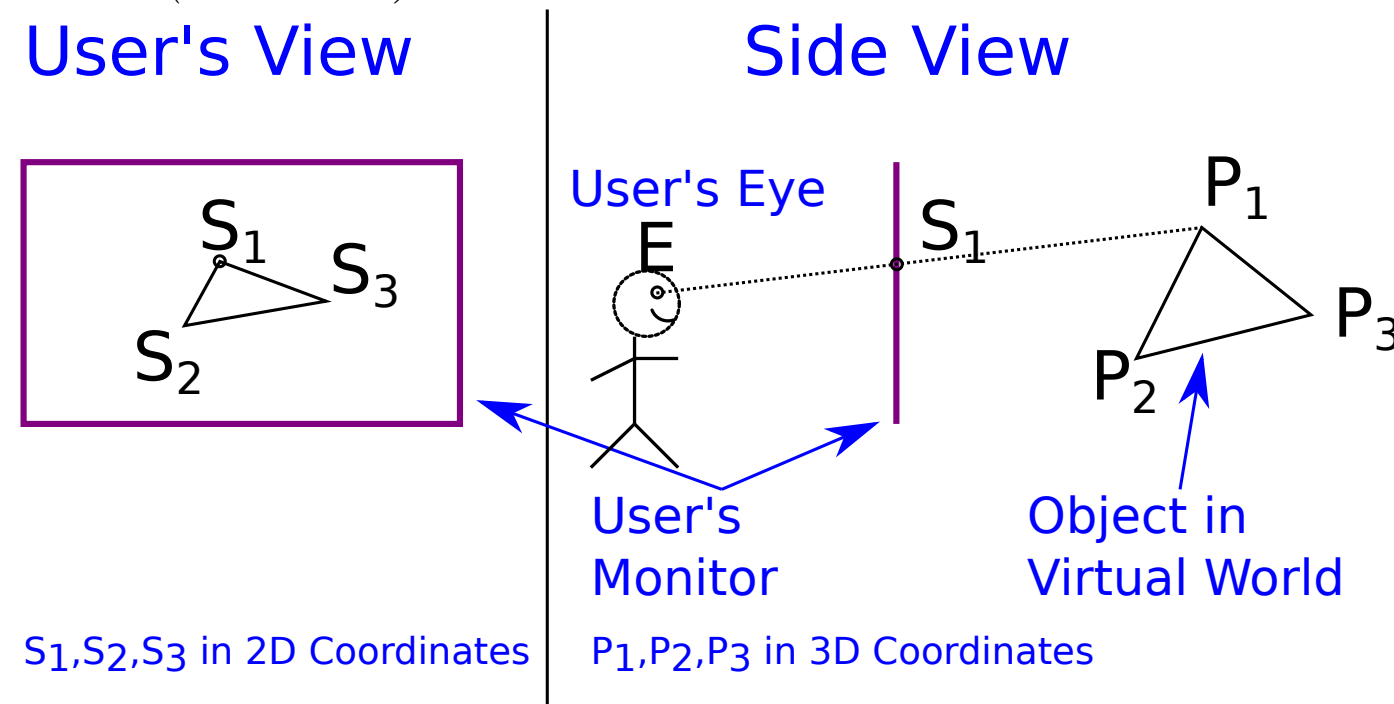 User's View
Side View
User's Eye
E
S1
P1
S1
S3
S2
P3
P2
User's
Monitor
Object in
Virtual World
S1,S2,S3 in 2D Coordinates
P1,P2,P3 in 3D Coordinates